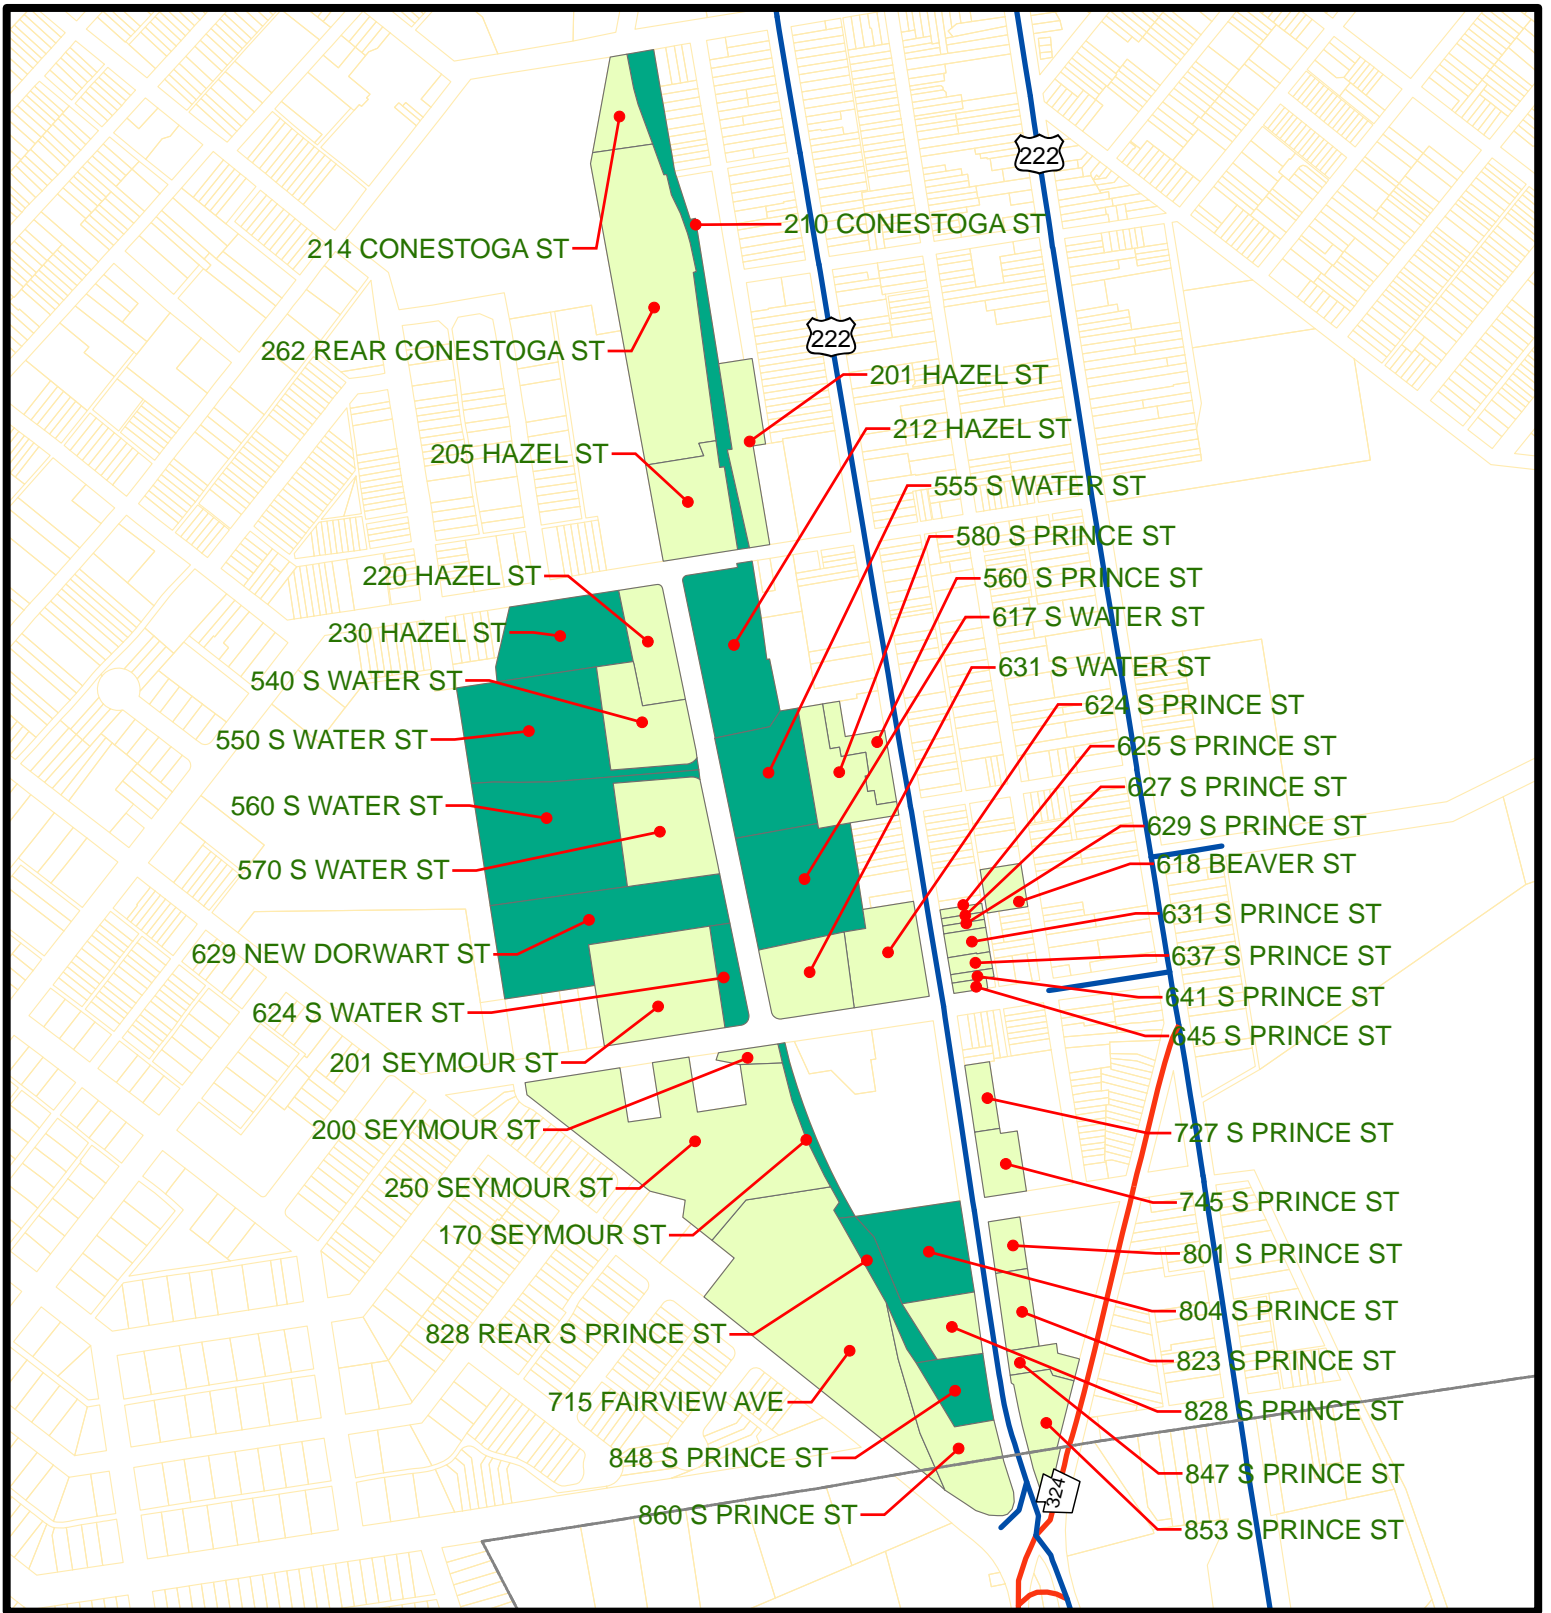 222
210 CONESTOGA ST
214 CONESTOGA ST
222
262 REAR CONESTOGA ST
201 HAZEL ST
212 HAZEL ST
205 HAZEL ST
555 S WATER ST
580 S PRINCE ST
220 HAZEL ST
560 S PRINCE ST
617 S WATER ST
230 HAZEL ST
631 S WATER ST
540 S WATER ST
624 S PRINCE ST
550 S WATER ST
625 S PRINCE ST
627 S PRINCE ST
560 S WATER ST
629 S PRINCE ST
618 BEAVER ST
570 S WATER ST
631 S PRINCE ST
629 NEW DORWART ST
637 S PRINCE ST
641 S PRINCE ST
624 S WATER ST
645 S PRINCE ST
201 SEYMOUR ST
200 SEYMOUR ST
727 S PRINCE ST
250 SEYMOUR ST
745 S PRINCE ST
170 SEYMOUR ST
801 S PRINCE ST
804 S PRINCE ST
828 REAR S PRINCE ST
823 S PRINCE ST
715 FAIRVIEW AVE
828 S PRINCE ST
848 S PRINCE ST
847 S PRINCE ST
324
860 S PRINCE ST
853 S PRINCE ST